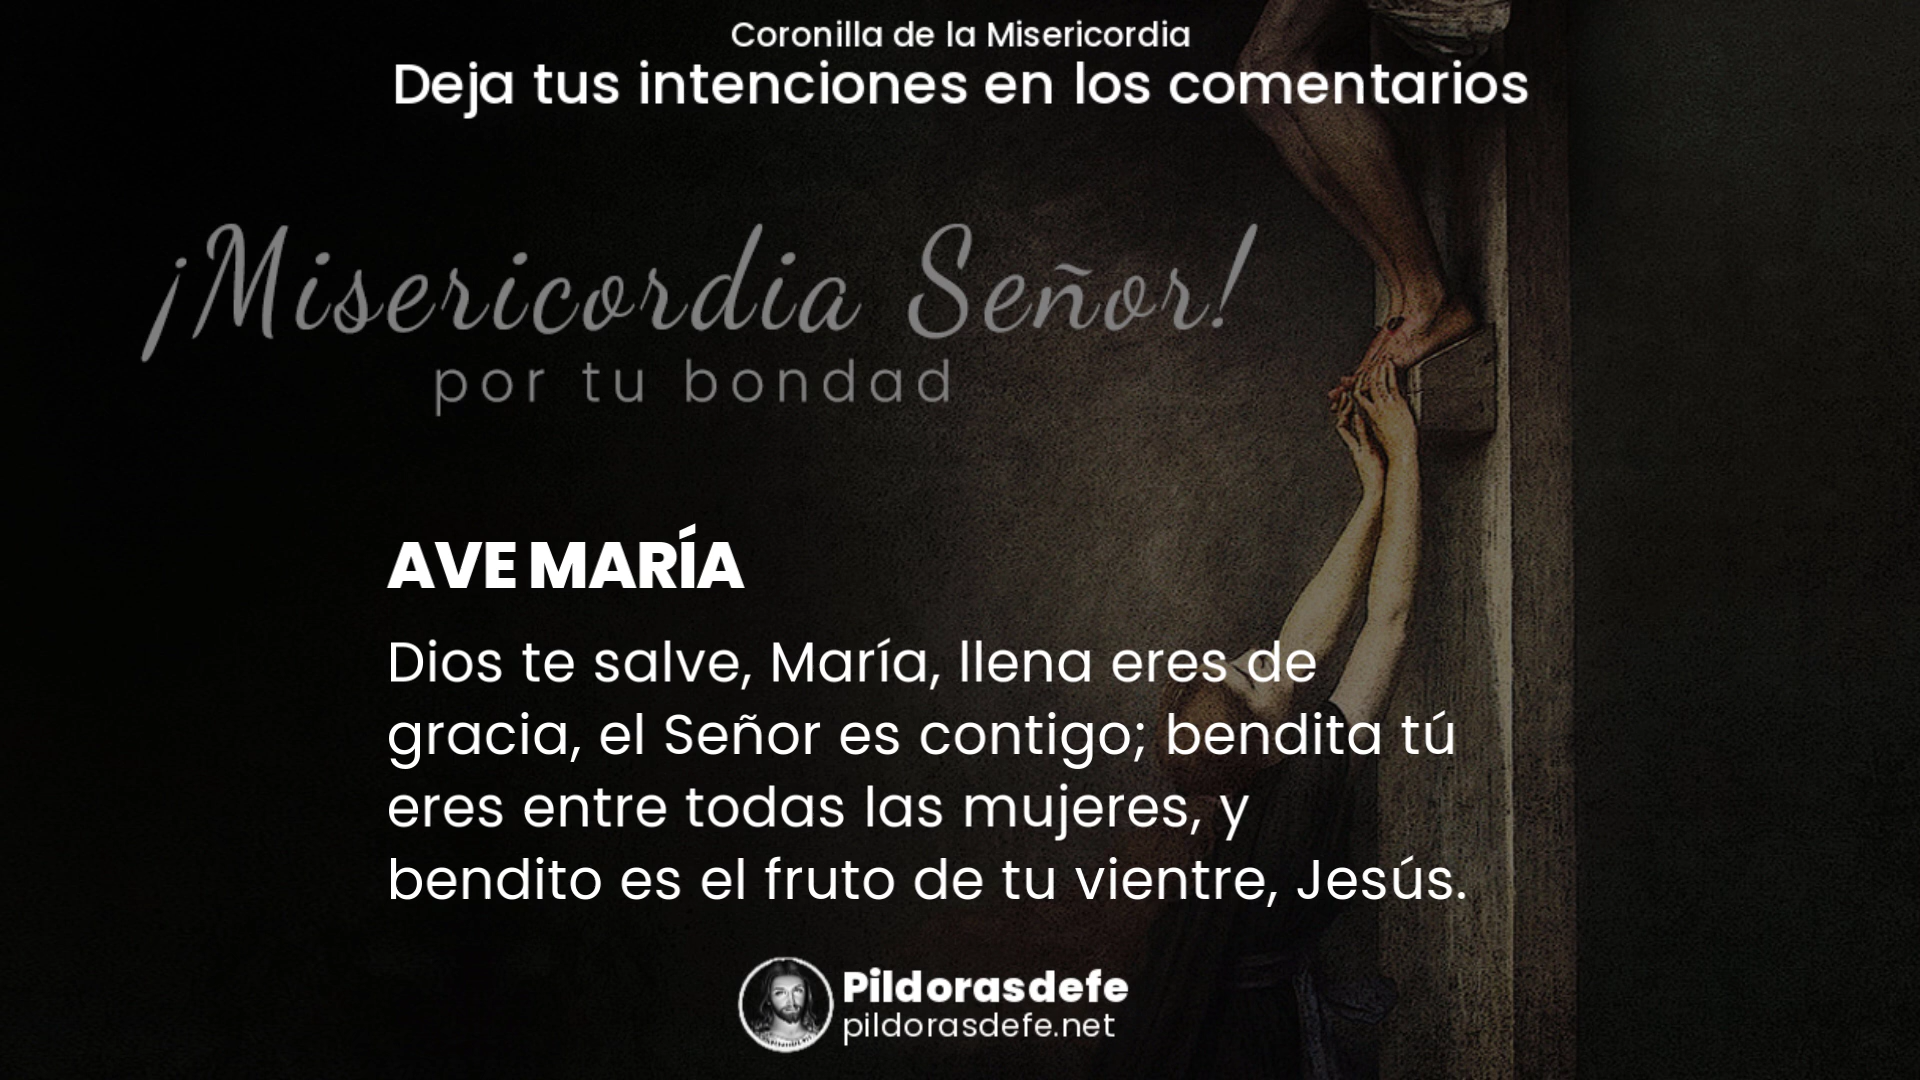 Coronilla de la Misericordia
Deja tus intenciones en los comentarios
¡Misericordia Señor!
por tu bondad
AVE MARÍA
Dios te salve, María, llena eres de
gracia, el Señor es contigo; bendita tú
eres entre todas las mujeres, y
bendito es el fruto de tu vientre, Jesús.
Pildorasdefe
pildorasdefe.net